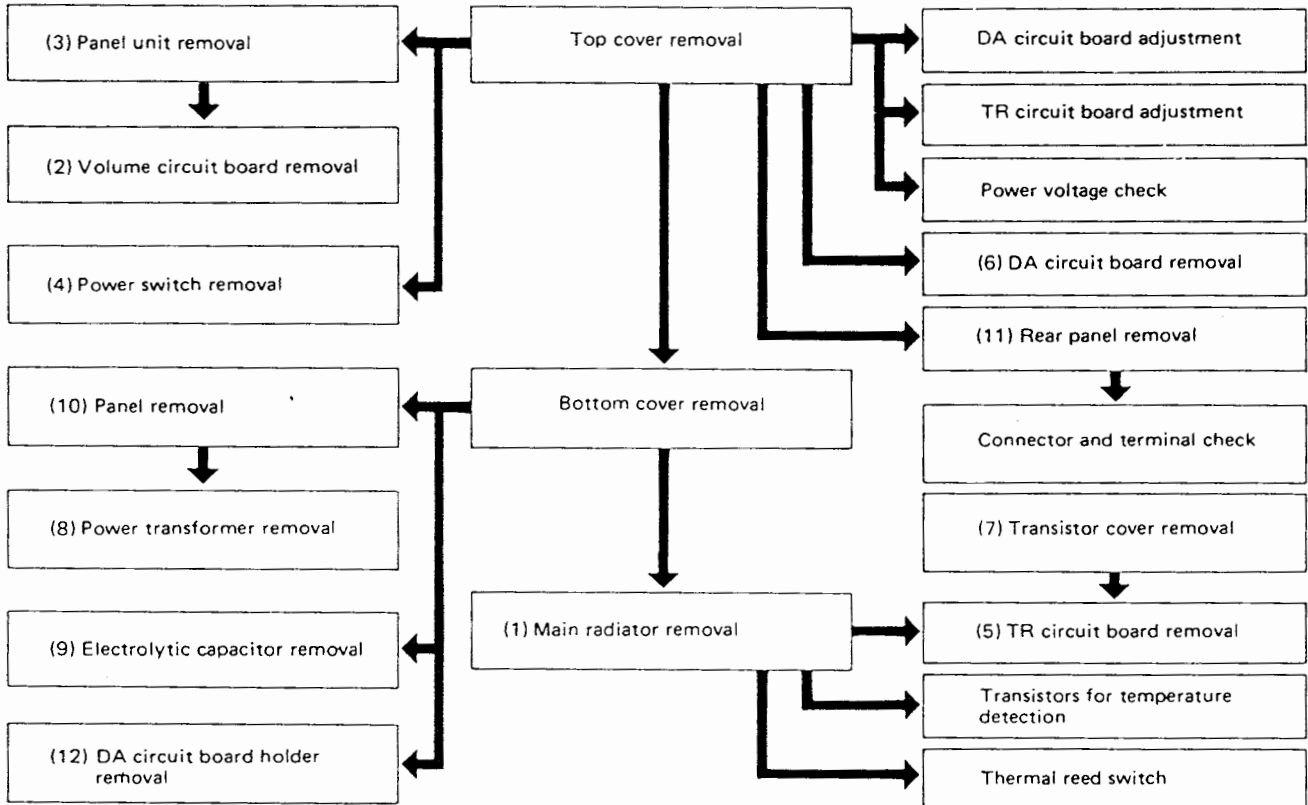 (3) Panel unit removal
Top cover removal
DA circuit board adjustment
TR circuit board adjustment
(2) Volume circuit board removal
Power voltage check
(4) Power switch removal
(6) DA circuit board removal
(11) Rear panel removal
(10) Panel removal
Bottom cover removal
Connector and terminal check
(8) Power transformer removal
(7) Transistor cover removal
(9) Electrolytic capacitor removal
(1) Main radiator removal
(5) TR circuit board removal
Transistors for temperature
detection
(12) DA circuit board holder
removal
Thermal reed switch